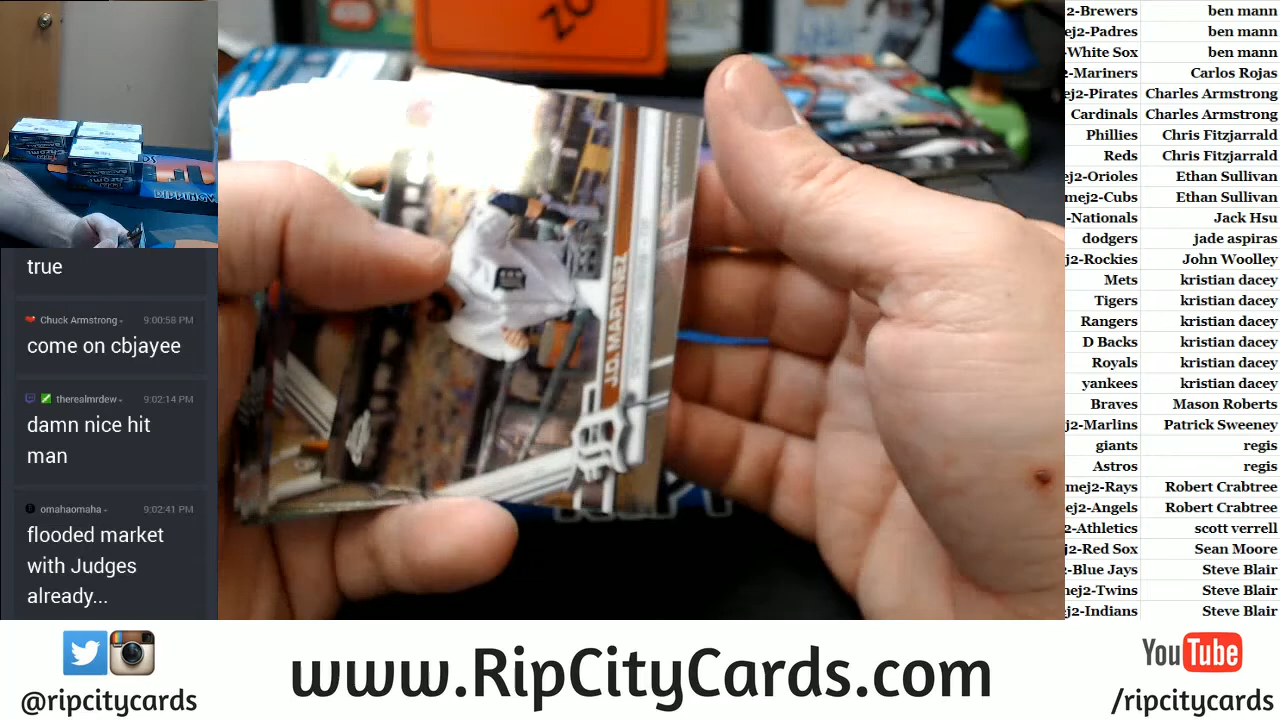 true
Chuck Armstrong 9:00:58 PM
come on cbjayee
therealmrdew 9:02:14 PM
damn nice hit
man
omahaomaha 9:02:41 PM
flooded market
with Judges
already...
ZO
J.D. MARTINEZ
2-Brewers ben mann
ej2-Padres ben mann
-White Sox ben mann
2-Mariners Carlos Rojas
ej2-Pirates Charles Armstrong
Cardinals Charles Armstrong
Phillies Chris Fitzjarrald
Reds Chris Fitzjarrald
ej2-Orioles Ethan Sullivan
mej2-Cubs Ethan Sullivan
-Nationals Jack Hsu
dodgers jade aspiras
j2-Rockies John Woolley
Mets kristian dacey
Tigers kristian dacey
Rangers kristian dacey
D Backs kristian dacey
Royals kristian dacey
yankees kristian dacey
Braves Mason Roberts
j2-Marlins Patrick Sweeney
giants regis
Astros regis
mej2-Rays Robert Crabtree
ej2-Angels Robert Crabtree
2-Athletics scott verrell
j2-Red Sox Sean Moore
2-Blue Jays Steve Blair
nej2-Twins Steve Blair
ej2-Indians Steve Blair
@ripcitycards
www.RipCityCards.com
YouTube
/ripcitycards